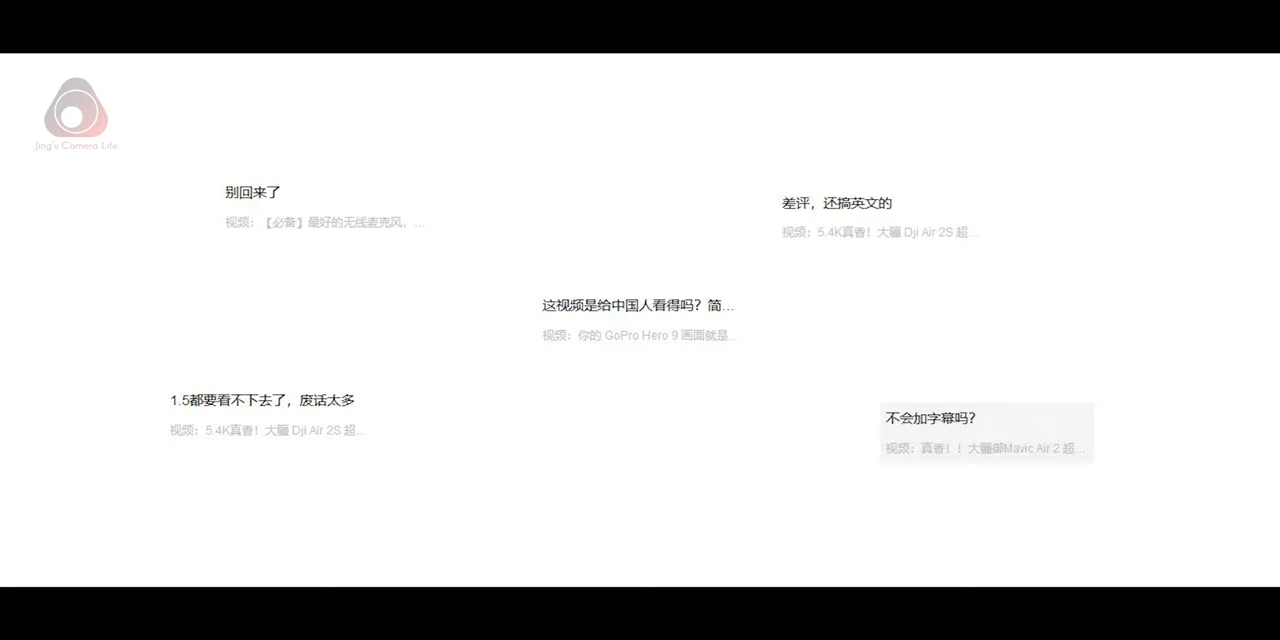 Jing's Camera Life
别回来了
视频：【必备】最好的无线麦克风，...
差评，还搞英文的
视频：5.4K真香！大疆 Dji Air 2S 超...
这视频是给中国人看得吗？简...
视频：你的 GoPro Hero 9 画面就是...
1.5都要看不下去了，废话太多
视频：5.4K真香！大疆 Dji Air 2S 超...
不会加字幕吗？
视频：真香！！大疆御Mavic Air 2 超...